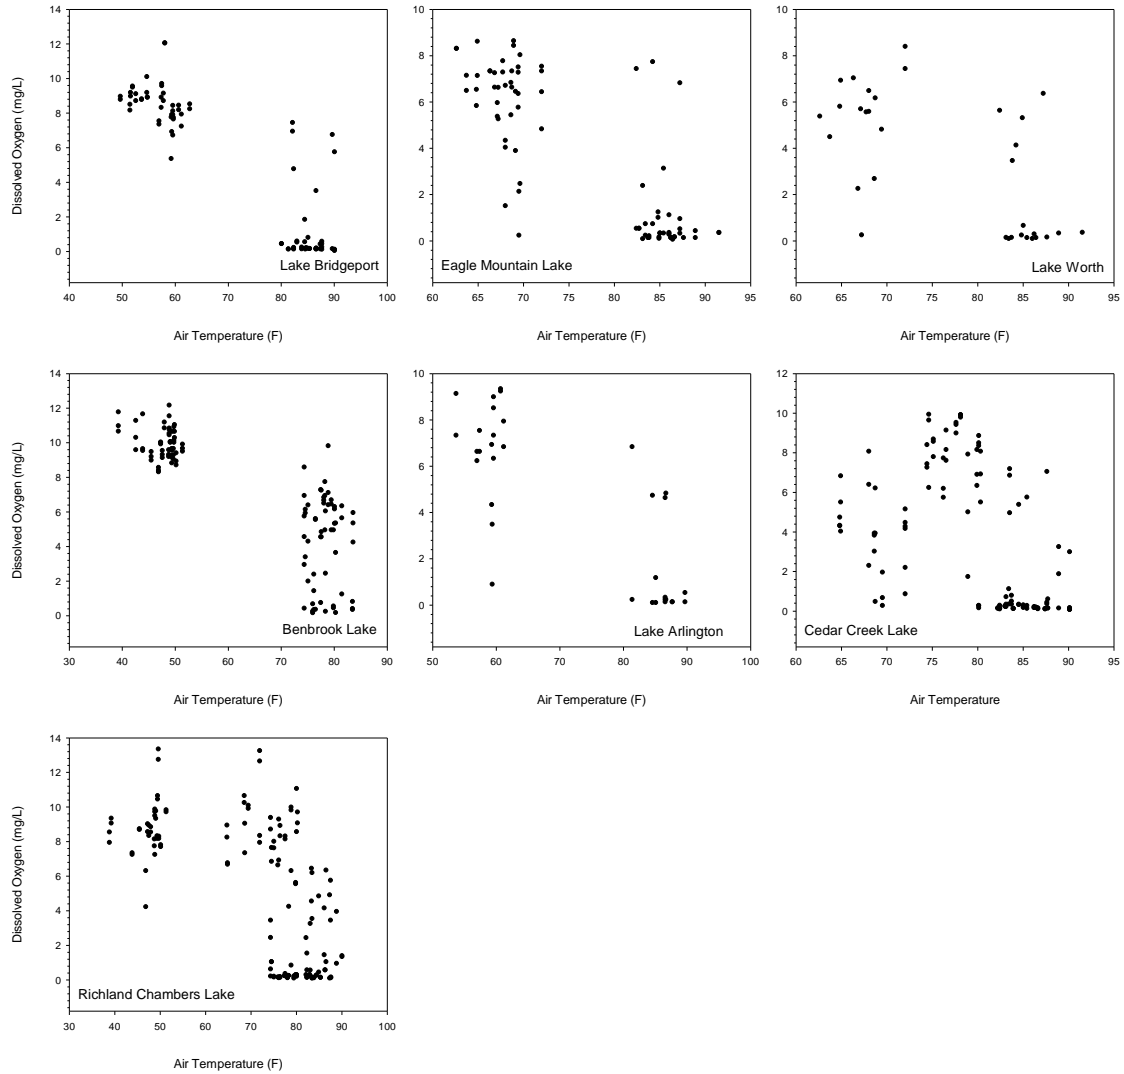 14
12
10
8
6
4
2
0
Dissolved Oxygen (mg/L)
Lake Bridgeport
40 50 60 70 80 90 100
Air Temperature (F)
10
8
6
4
2
0
Eagle Mountain Lake
60 65 70 75 80 85 90 95
Air Temperature (F)
10
8
6
4
2
0
Lake Worth
60 65 70 75 80 85 90 95
Air Temperature (F)
14
12
10
8
6
4
2
0
Dissolved Oxygen (mg/L)
Benbrook Lake
30 40 50 60 70 80 90
Air Temperature (F)
10
8
6
4
2
0
Lake Arlington
50 60 70 80 90 100
Air Temperature (F)
12
10
8
6
4
2
0
Cedar Creek Lake
60 65 70 75 80 85 90 95
Air Temperature
14
12
10
8
6
4
2
0
Dissolved Oxygen (mg/L)
Richland Chambers Lake
30 40 50 60 70 80 90 100
Air Temperature (F)